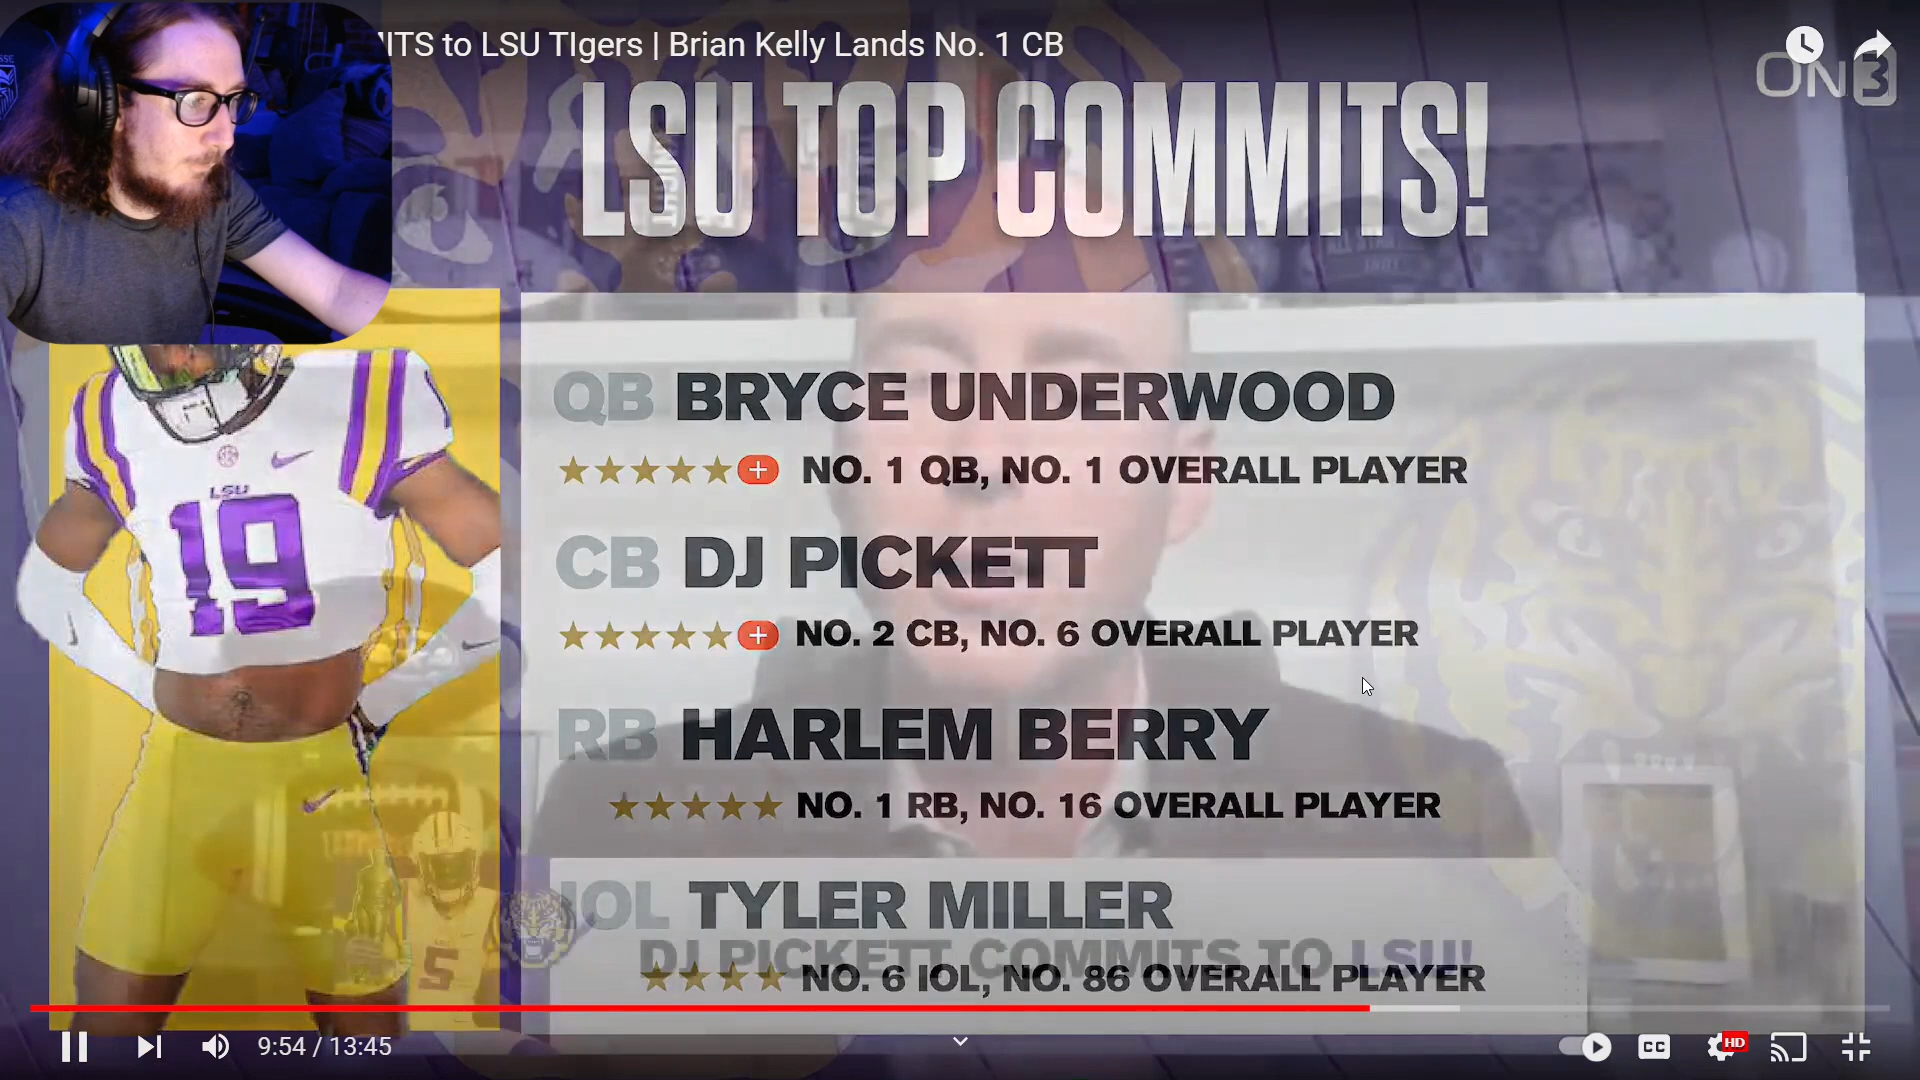 ITS to LSU TIgers | Brian Kelly Lands No. 1 CB
ON3
LSU TOP COMMITS!
QB BRYCE UNDERWOOD
+ NO. 1 QB, NO. 1 OVERALL PLAYER
CB DJ PICKETT
+ NO. 2 CB, NO. 6 OVERALL PLAYER
RB HARLEM BERRY
NO. 1 RB, NO. 16 OVERALL PLAYER
IOL TYLER MILLER
DJ PICKETT COMMITS TO LSU!
NO. 6 IOL, NO. 86 OVERALL PLAYER
LSU
19
5
9:54 / 13:45
CC
HD